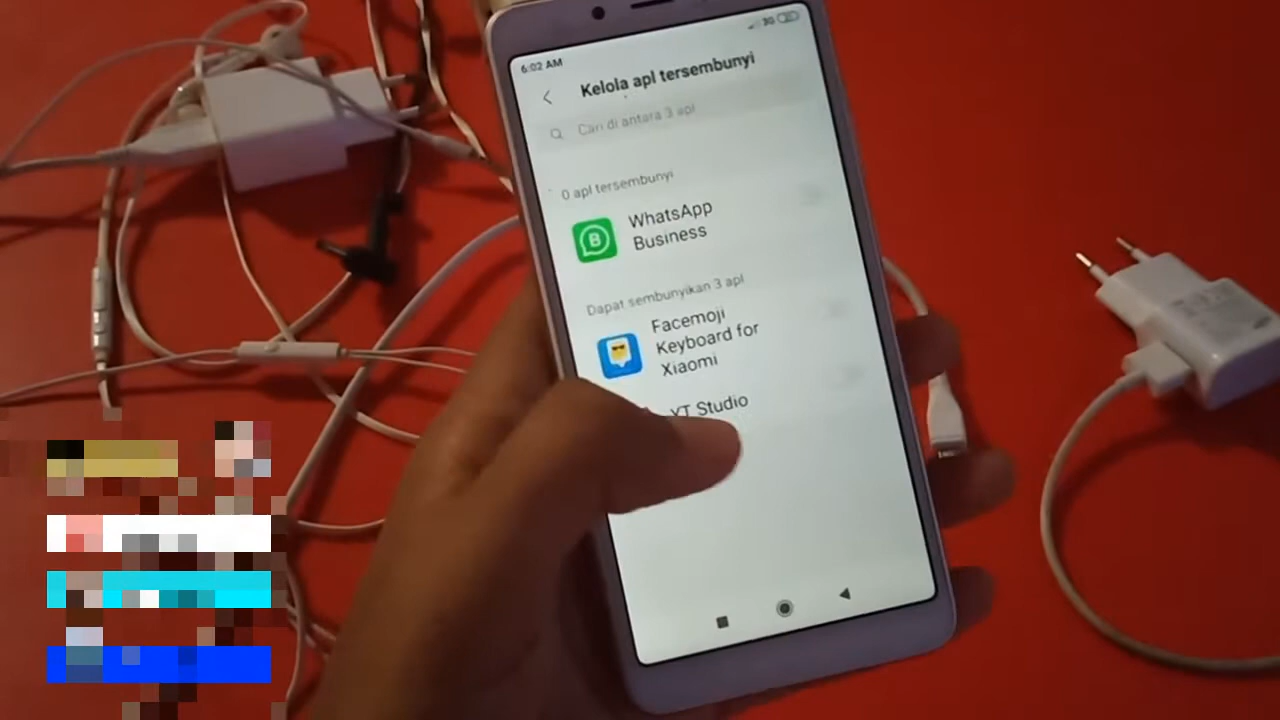 6:02 AM
3G
Kelola apl tersembunyi
Cari di antara 3 apl
0 apl tersembunyi
WhatsApp
Business
Dapat sembunyikan 3 apl
Facemoji
Keyboard for
Xiaomi
YT Studio